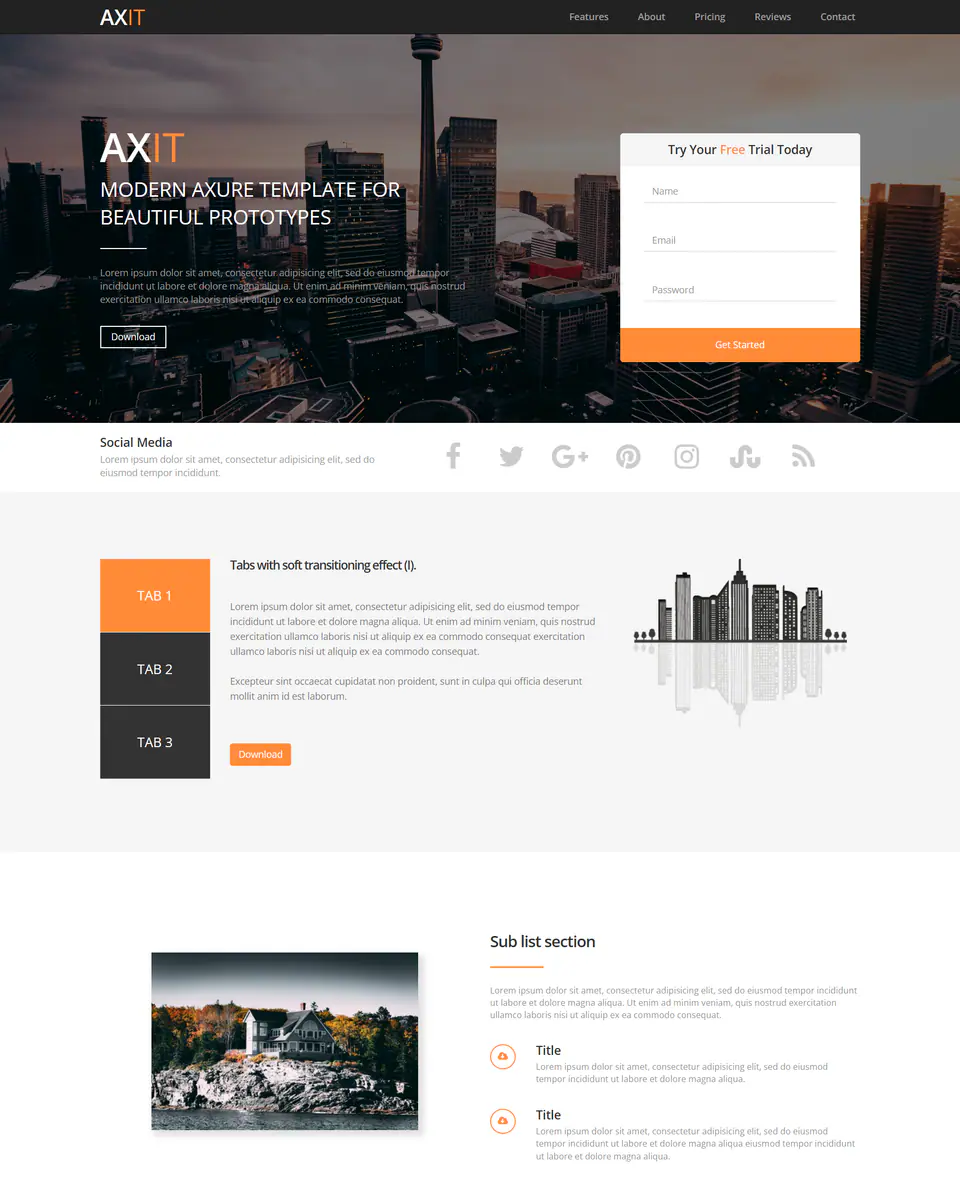 AXIT
Features
About
Pricing
Reviews
Contact
AXIT
MODERN AXURE TEMPLATE FOR
BEAUTIFUL PROTOTYPES
Lorem ipsum dolor sit amet, consectetur adipisicing elit, sed do eiusmod tempor
incididunt ut labore et dolore magna aliqua. Ut enim ad minim veniam, quis nostrud
exercitation ullamco laboris nisi ut aliquip ex ea commodo consequat.
Download
Try Your Free Trial Today
Name
Email
Password
Get Started
Social Media
Lorem ipsum dolor sit amet, consectetur adipisicing elit, sed do
eiusmod tempor incididunt.
TAB 1
TAB 2
TAB 3
Tabs with soft transitioning effect (I).
Lorem ipsum dolor sit amet, consectetur adipisicing elit, sed do eiusmod tempor
incididunt ut labore et dolore magna aliqua. Ut enim ad minim veniam, quis nostrud
exercitation ullamco laboris nisi ut aliquip ex ea commodo consequat exercitation
ullamco laboris nisi ut aliquip ex ea commodo consequat.
Excepteur sint occaecat cupidatat non proident, sunt in culpa qui officia deserunt
mollit anim id est laborum.
Download
Sub list section
Lorem ipsum dolor sit amet, consectetur adipisicing elit, sed do eiusmod tempor incididunt
ut labore et dolore magna aliqua. Ut enim ad minim veniam, quis nostrud exercitation
ullamco laboris nisi ut aliquip ex ea commodo consequat.
Title
Lorem ipsum dolor sit amet, consectetur adipisicing elit, sed do eiusmod
tempor incididunt ut labore et dolore magna aliqua.
Title
Lorem ipsum dolor sit amet, consectetur adipisicing elit, sed do eiusmod
tempor incididunt ut labore et dolore magna aliqua eiusmod tempor incididunt
ut labore et dolore magna aliqua.